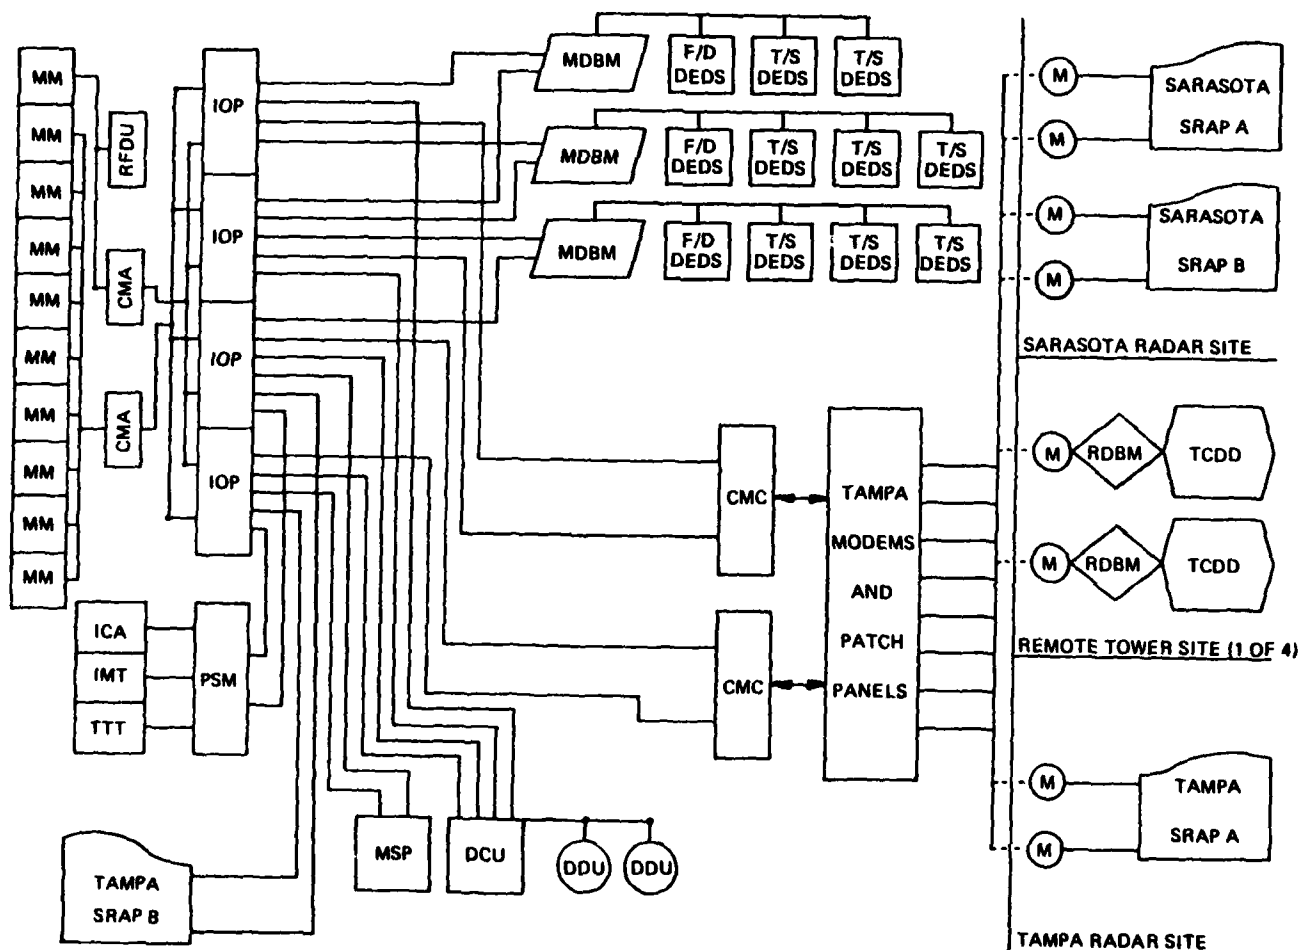 MM
MM
MM
MM
MM
MM
MM
MM
MM
MM
RFDU
CMA
CMA
IOP
IOP
IOP
IOP
MDBM
F/D
DEDS
T/S
DEDS
T/S
DEDS
MDBM
F/D
DEDS
T/S
DEDS
T/S
DEDS
T/S
DEDS
MDBM
F/D
DEDS
T/S
DEDS
T/S
DEDS
T/S
DEDS
M
M
SARASOTA
SRAP A
M
M
SARASOTA
SRAP B
SARASOTA RADAR SITE
M
RDBM
TCDD
M
RDBM
TCDD
REMOTE TOWER SITE (1 OF 4)
CMC
CMC
TAMPA
MODEMS
AND
PATCH
PANELS
ICA
IMT
TTT
PSM
M
M
TAMPA
SRAP A
TAMPA RADAR SITE
MSP
DCU
DDU
DDU
TAMPA
SRAP B